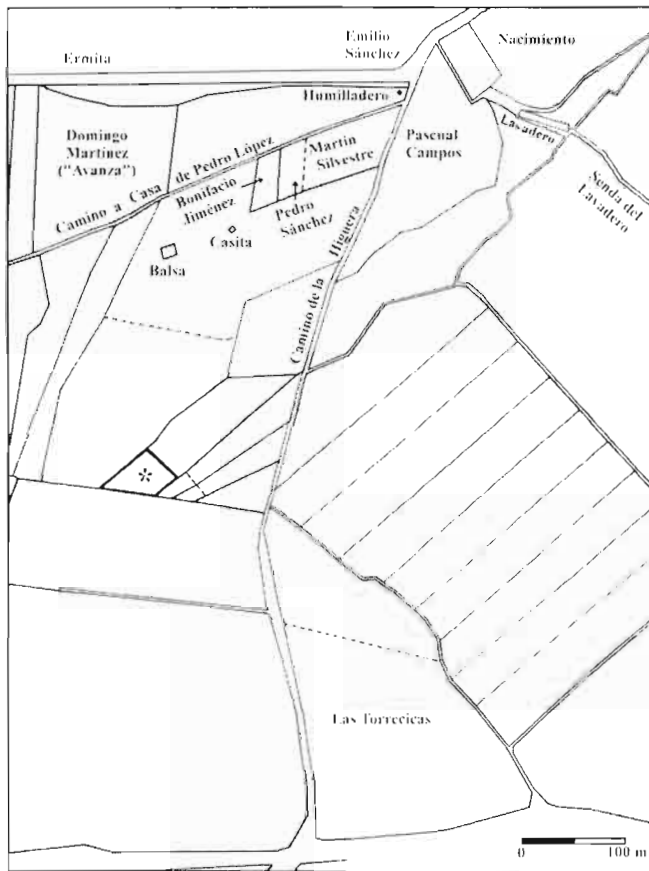 Ermita
Emilio
Sánchez
Nacimiento
Humilladero
Lavadero
Domingo
Martínez
("Avanza")
Camino a Casa de Pedro López
Martín
Silvestre
Pascual
Campos
Bonifacio
Jiménez
Pedro
Sánchez
Senda del
Lavadero
Casita
Balsa
Camino de la Higuera
*
Las Torrecicas
0 100 m